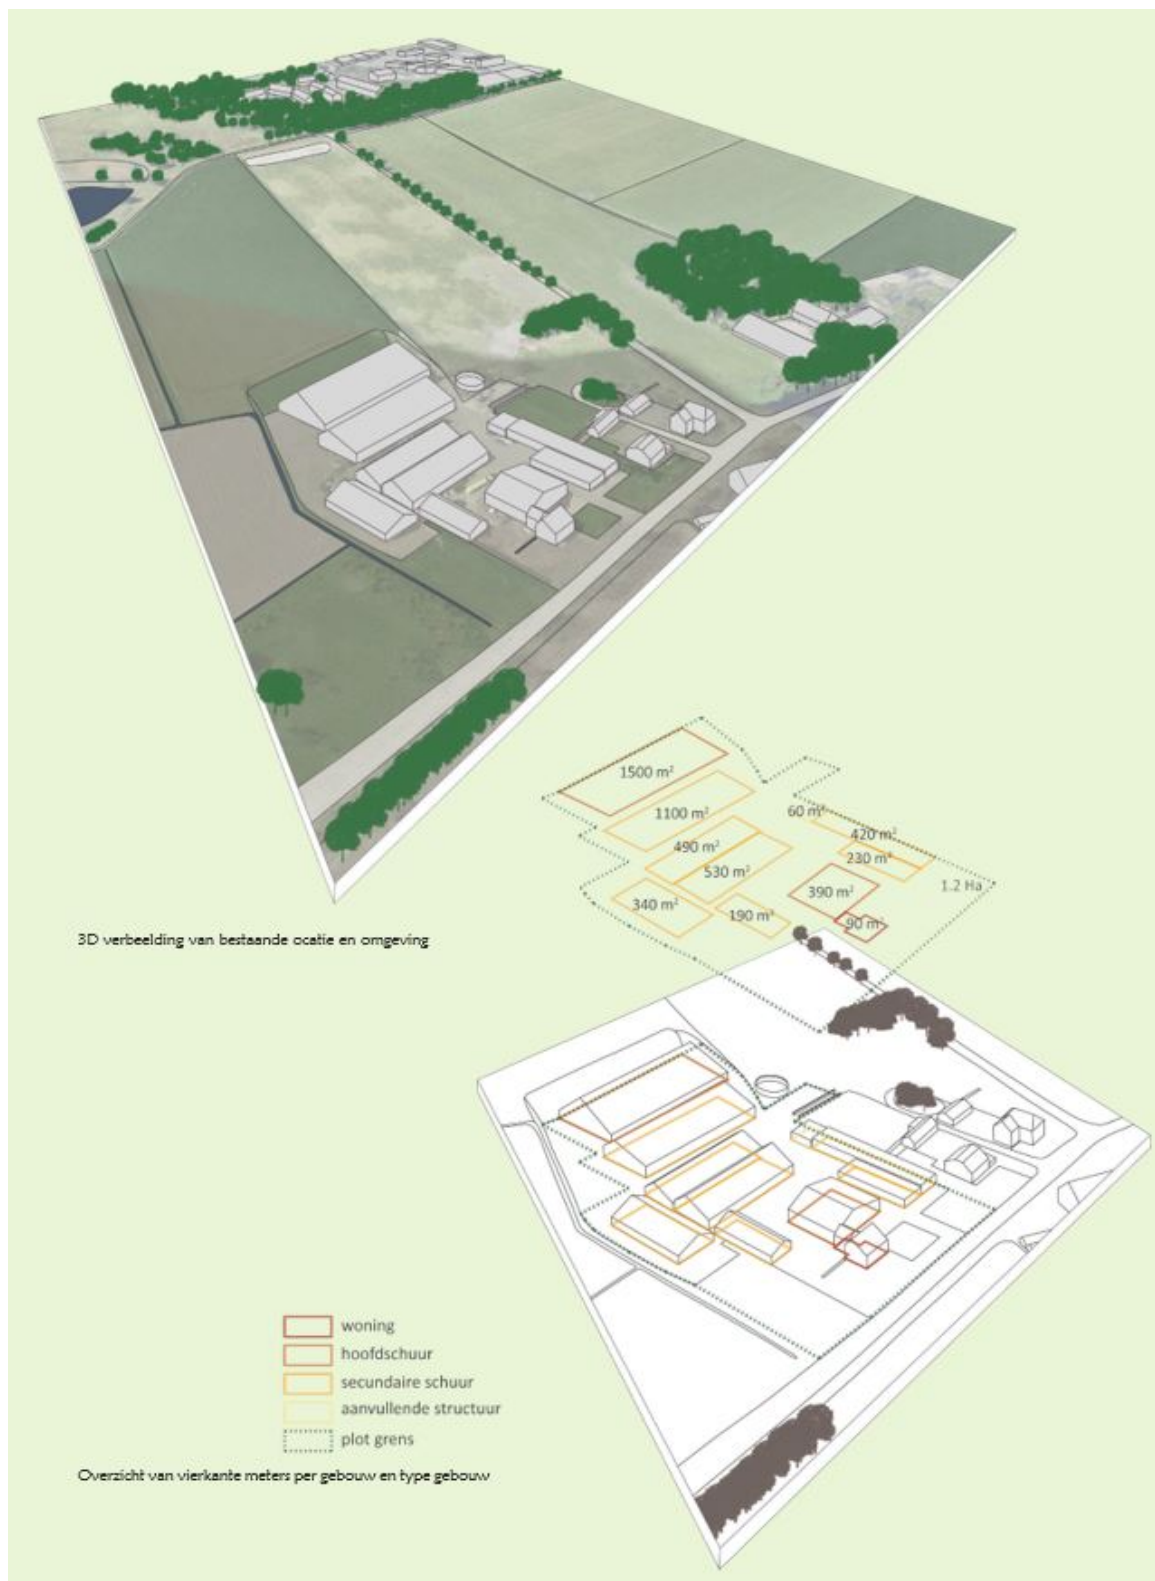 1500 m²
1100 m²
60 m²
420 m²
490 m²
230 m²
530 m²
1.2 Ha
390 m²
340 m²
190 m²
90 m²
3D verbeelding van bestaande ocatie en omgeving
woning
hoofdschuur
secundaire schuur
aanvullende structuur
plot grens
Overzicht van vierkante meters per gebouw en type gebouw